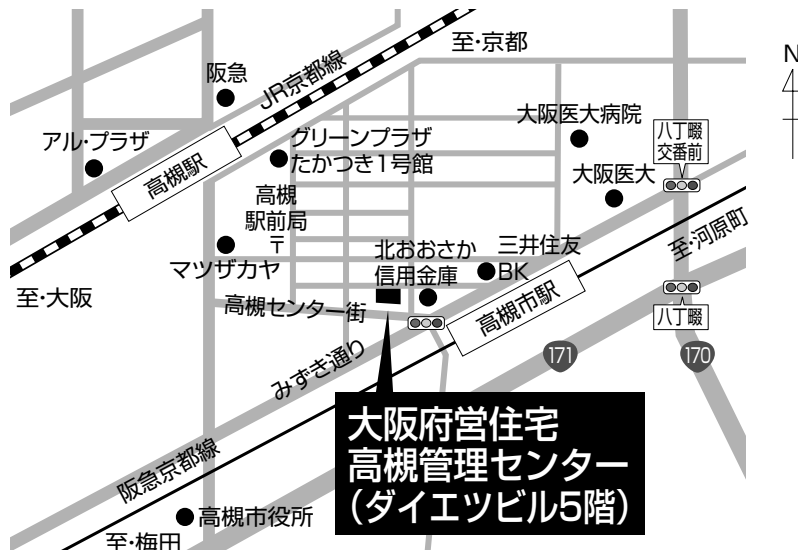 至・京都
N
JR京都線
阪急
大阪医大病院
八丁畷
交番前
アル・プラザ
グリーンプラザ
たかつき1号館
高槻駅
大阪医大
高槻
駅前局
〒
至・河原町
マツザカヤ
北おおさか
信用金庫
三井住友
BK
至・大阪
高槻センター街
高槻市駅
八丁畷
みずき通り
171
170
大阪府営住宅
高槻管理センター
（ダイエツビル5階）
阪急京都線
高槻市役所
至・梅田